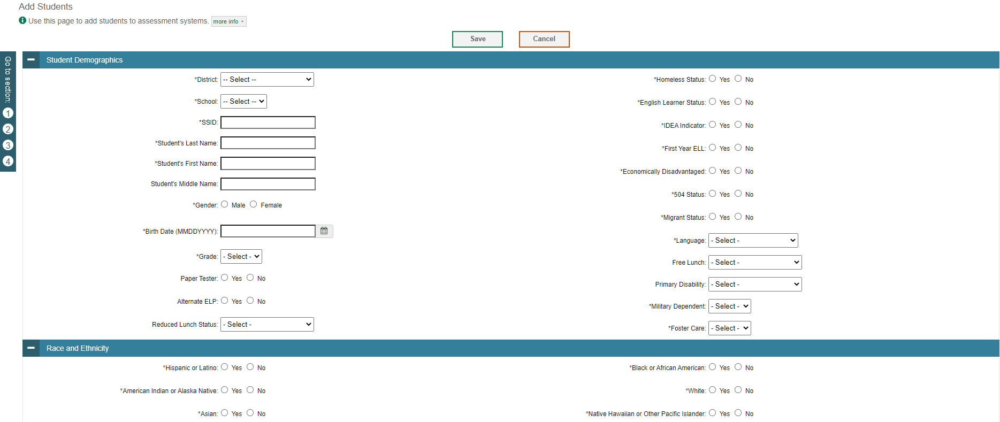 Add Students
Use this page to add students to assessment systems. more info
Save Cancel
Go to section:
1
2
3
4
Student Demographics
*District: -- Select --
*School: -- Select --
*SSID:
*Student's Last Name:
*Student's First Name:
Student's Middle Name:
*Gender: Male Female
*Birth Date (MMDDYYYY):
*Grade: - Select -
Paper Tester: Yes No
Alternate ELP: Yes No
Reduced Lunch Status: - Select -
*Homeless Status: Yes No
*English Learner Status: Yes No
*IDEA Indicator: Yes No
*First Year ELL: Yes No
*Economically Disadvantaged: Yes No
*504 Status: Yes No
*Migrant Status: Yes No
*Language: - Select -
Free Lunch: - Select -
Primary Disability: - Select -
*Military Dependent: - Select -
*Foster Care: - Select -
Race and Ethnicity
*Hispanic or Latino: Yes No
*American Indian or Alaska Native: Yes No
*Asian: Yes No
*Black or African American: Yes No
*White: Yes No
*Native Hawaiian or Other Pacific Islander: Yes No